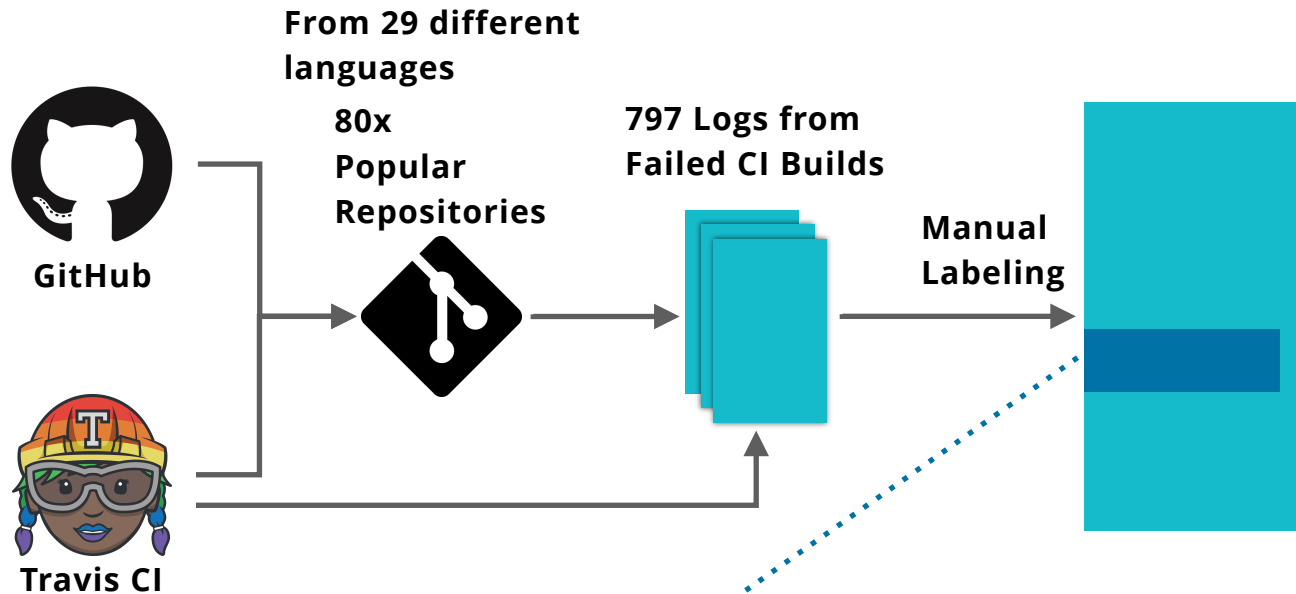 From 29 different
languages
80x
Popular
Repositories
797 Logs from
Failed CI Builds
Manual
Labeling
GitHub
T
Travis CI